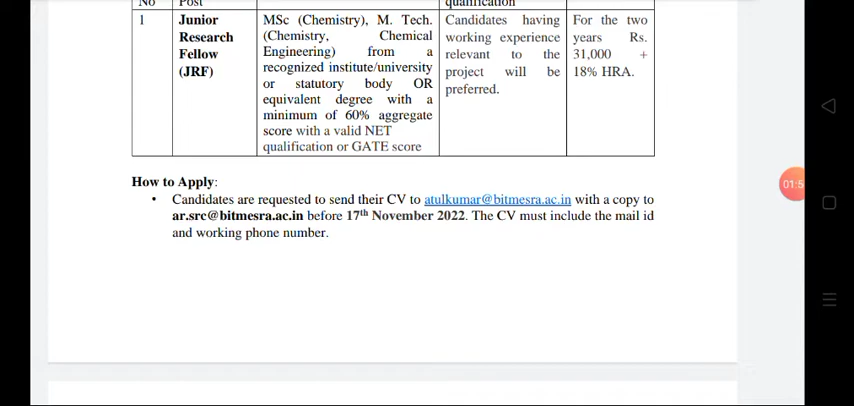 No Post qualification
1 Junior Research Fellow (JRF) MSc (Chemistry), M. Tech. (Chemistry, Chemical Engineering) from a recognized institute/university or statutory body OR equivalent degree with a minimum of 60% aggregate score with a valid NET qualification or GATE score Candidates having working experience relevant to the project will be preferred. For the two years Rs. 31,000 + 18% HRA.
How to Apply:
• Candidates are requested to send their CV to atulkumar@bitmesra.ac.in with a copy to
ar.src@bitmesra.ac.in before 17th November 2022. The CV must include the mail id
and working phone number.
01:5